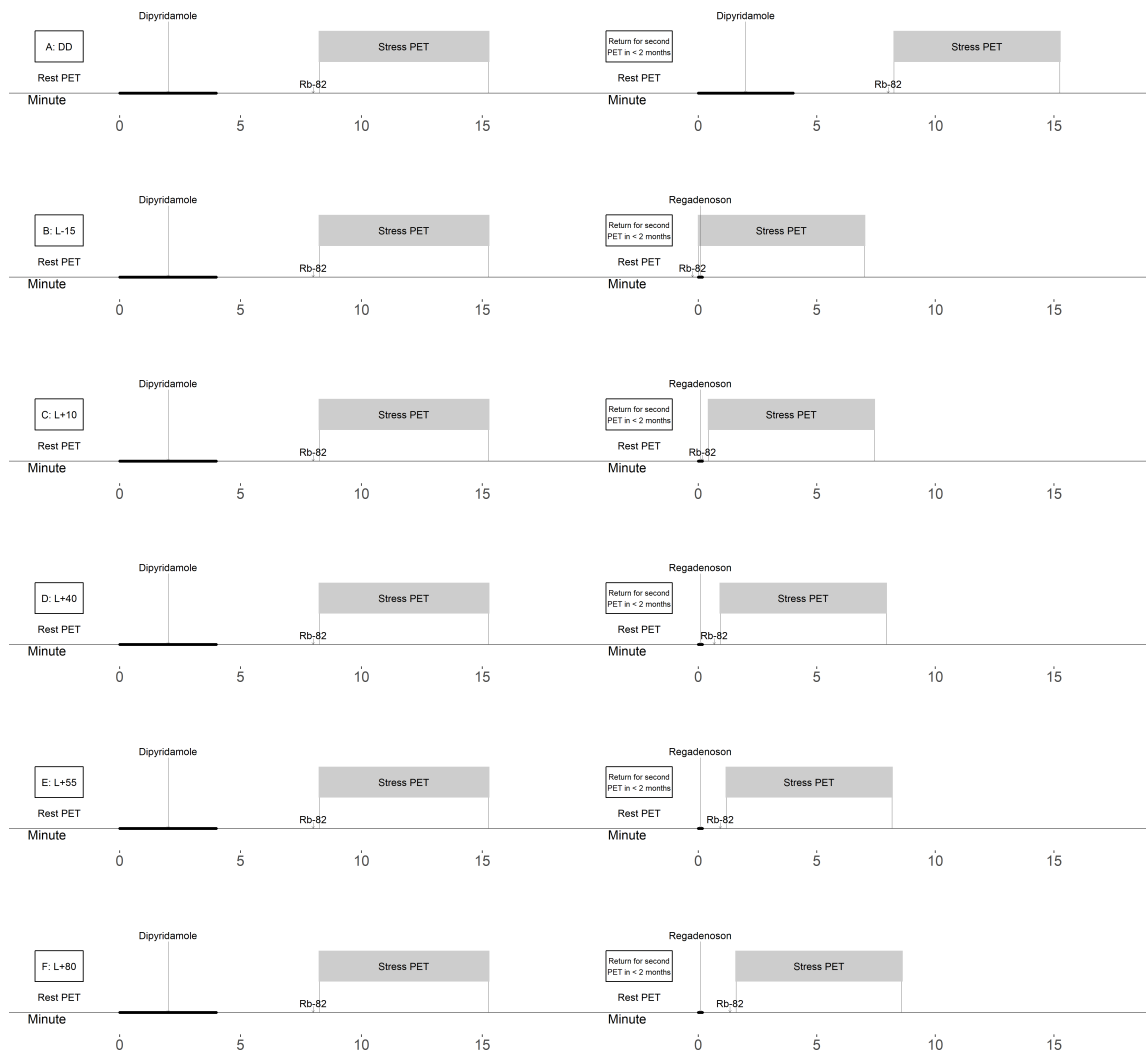 Dipyridamole Dipyridamole
A: DD Stress PET Return for second Stress PET
PET in < 2 months
Rest PET Rb-82 Rest PET Rb-82
Minute Minute
0 5 10 15 0 5 10 15
Dipyridamole Regadenoson
B: L-15 Stress PET Return for second Stress PET
PET in < 2 months
Rest PET Rb-82 Rest PET Rb-82
Minute Minute
0 5 10 15 0 5 10 15
Dipyridamole Regadenoson
C: L+10 Stress PET Return for second Stress PET
PET in < 2 months
Rest PET Rb-82 Rest PET Rb-82
Minute Minute
0 5 10 15 0 5 10 15
Dipyridamole Regadenoson
D: L+40 Stress PET Return for second Stress PET
PET in < 2 months
Rest PET Rb-82 Rest PET Rb-82
Minute Minute
0 5 10 15 0 5 10 15
Dipyridamole Regadenoson
E: L+55 Stress PET Return for second Stress PET
PET in < 2 months
Rest PET Rb-82 Rest PET Rb-82
Minute Minute
0 5 10 15 0 5 10 15
Dipyridamole Regadenoson
F: L+80 Stress PET Return for second Stress PET
PET in < 2 months
Rest PET Rb-82 Rest PET Rb-82
Minute Minute
0 5 10 15 0 5 10 15